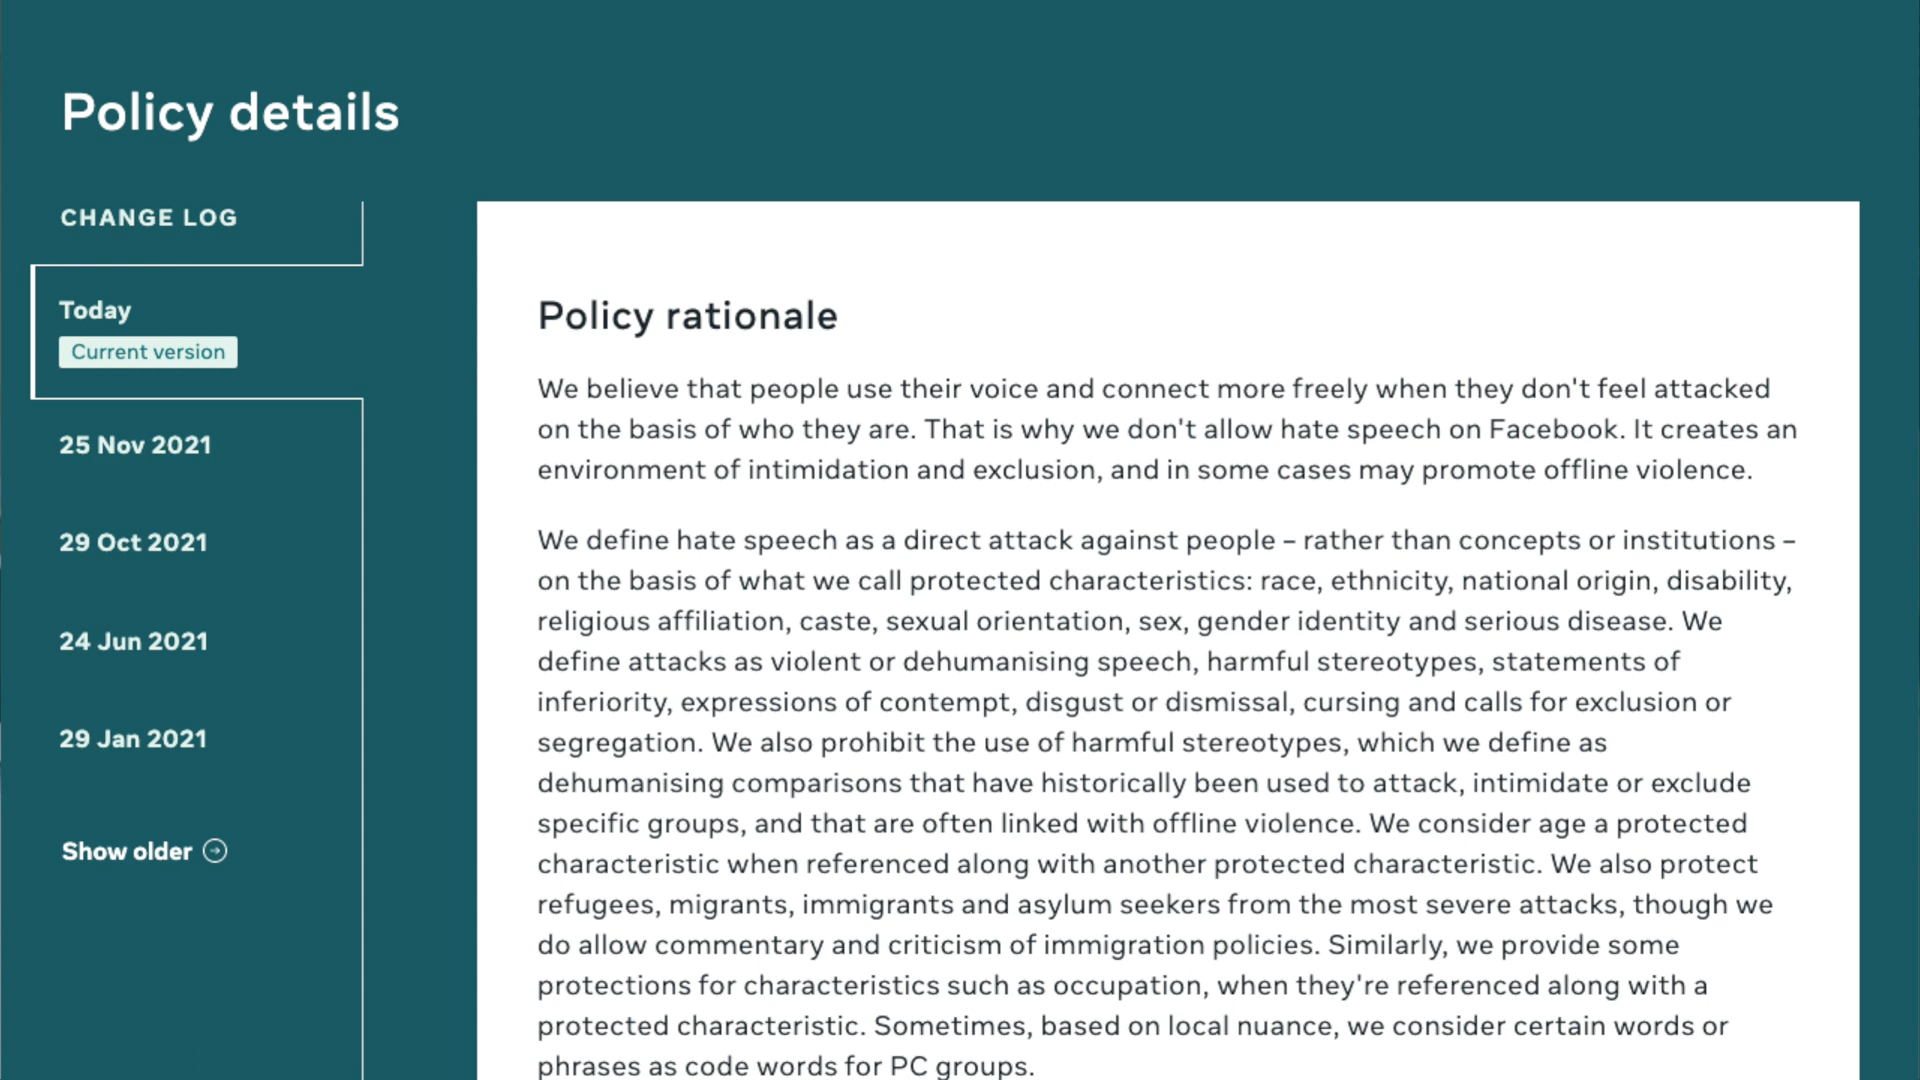 Policy details
CHANGE LOG
Today
Current version
25 Nov 2021
29 Oct 2021
24 Jun 2021
29 Jan 2021
Show older
Policy rationale
We believe that people use their voice and connect more freely when they don't feel attacked
on the basis of who they are. That is why we don't allow hate speech on Facebook. It creates an
environment of intimidation and exclusion, and in some cases may promote offline violence.
We define hate speech as a direct attack against people – rather than concepts or institutions –
on the basis of what we call protected characteristics: race, ethnicity, national origin, disability,
religious affiliation, caste, sexual orientation, sex, gender identity and serious disease. We
define attacks as violent or dehumanising speech, harmful stereotypes, statements of
inferiority, expressions of contempt, disgust or dismissal, cursing and calls for exclusion or
segregation. We also prohibit the use of harmful stereotypes, which we define as
dehumanising comparisons that have historically been used to attack, intimidate or exclude
specific groups, and that are often linked with offline violence. We consider age a protected
characteristic when referenced along with another protected characteristic. We also protect
refugees, migrants, immigrants and asylum seekers from the most severe attacks, though we
do allow commentary and criticism of immigration policies. Similarly, we provide some
protections for characteristics such as occupation, when they're referenced along with a
protected characteristic. Sometimes, based on local nuance, we consider certain words or
phrases as code words for PC groups.